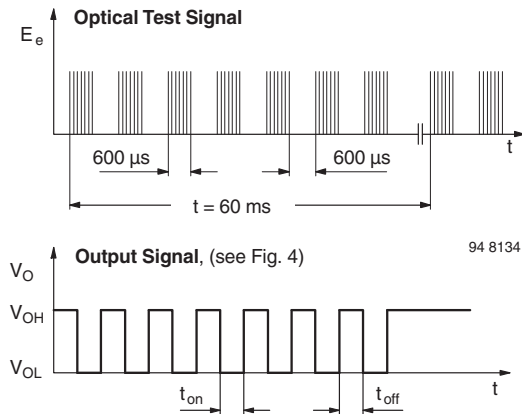 Optical Test Signal
E e
t
600 µs
600 µs
t = 60 ms
94 8134
Output Signal, (see Fig. 4)
VO
VOH
VOL
ton
toff
t